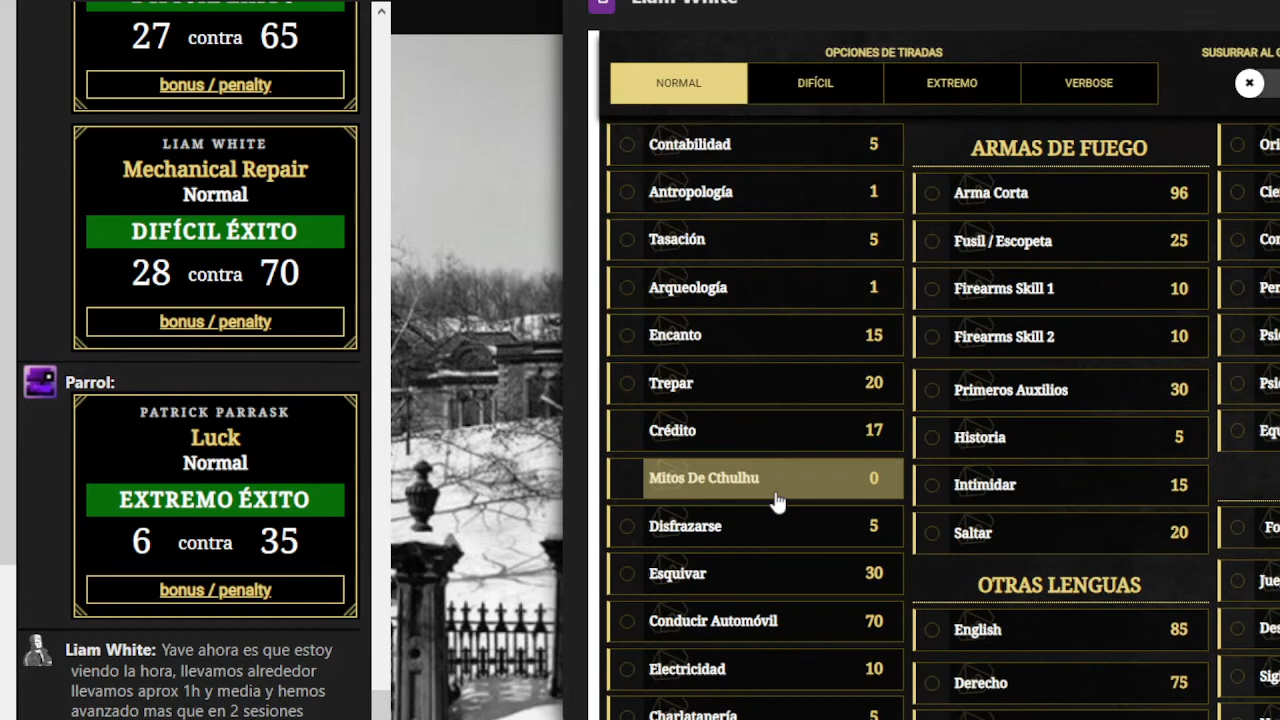 DIFÍCIL ÉXITO
27 contra 65
bonus / penalty
LIAM WHITE
Mechanical Repair
Normal
DIFÍCIL ÉXITO
28 contra 70
bonus / penalty
Parrol:
PATRICK PARRASK
Luck
Normal
EXTREMO ÉXITO
6 contra 35
bonus / penalty
Liam White: Yave ahora es que estoy
viendo la hora, llevamos alrededor
llevamos aprox 1h y media y hemos
avanzado mas que en 2 sesiones
Liam White
OPCIONES DE TIRADAS
SUSURRAR AL
NORMAL
DIFÍCIL
EXTREMO
VERBOSE
Contabilidad 5
Antropología 1
Tasación 5
Arqueología 1
Encanto 15
Trepar 20
Crédito 17
Mitos De Cthulhu 0
Disfrazarse 5
Esquivar 30
Conducir Automóvil 70
Electricidad 10
Charlatanería 5
ARMAS DE FUEGO
Arma Corta 96
Fusil / Escopeta 25
Firearms Skill 1 10
Firearms Skill 2 10
Primeros Auxilios 30
Historia 5
Intimidar 15
Saltar 20
OTRAS LENGUAS
English 85
Derecho 75